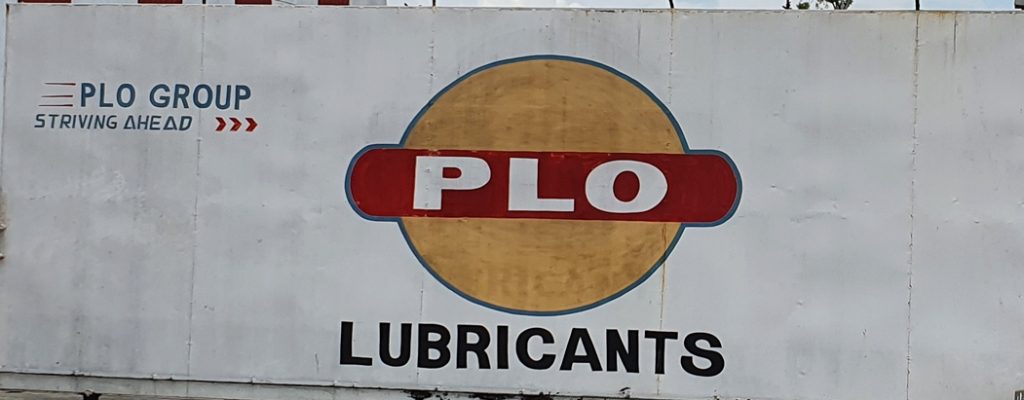 PLO GROUP
STRIVING AHEAD
PLO
LUBRICANTS